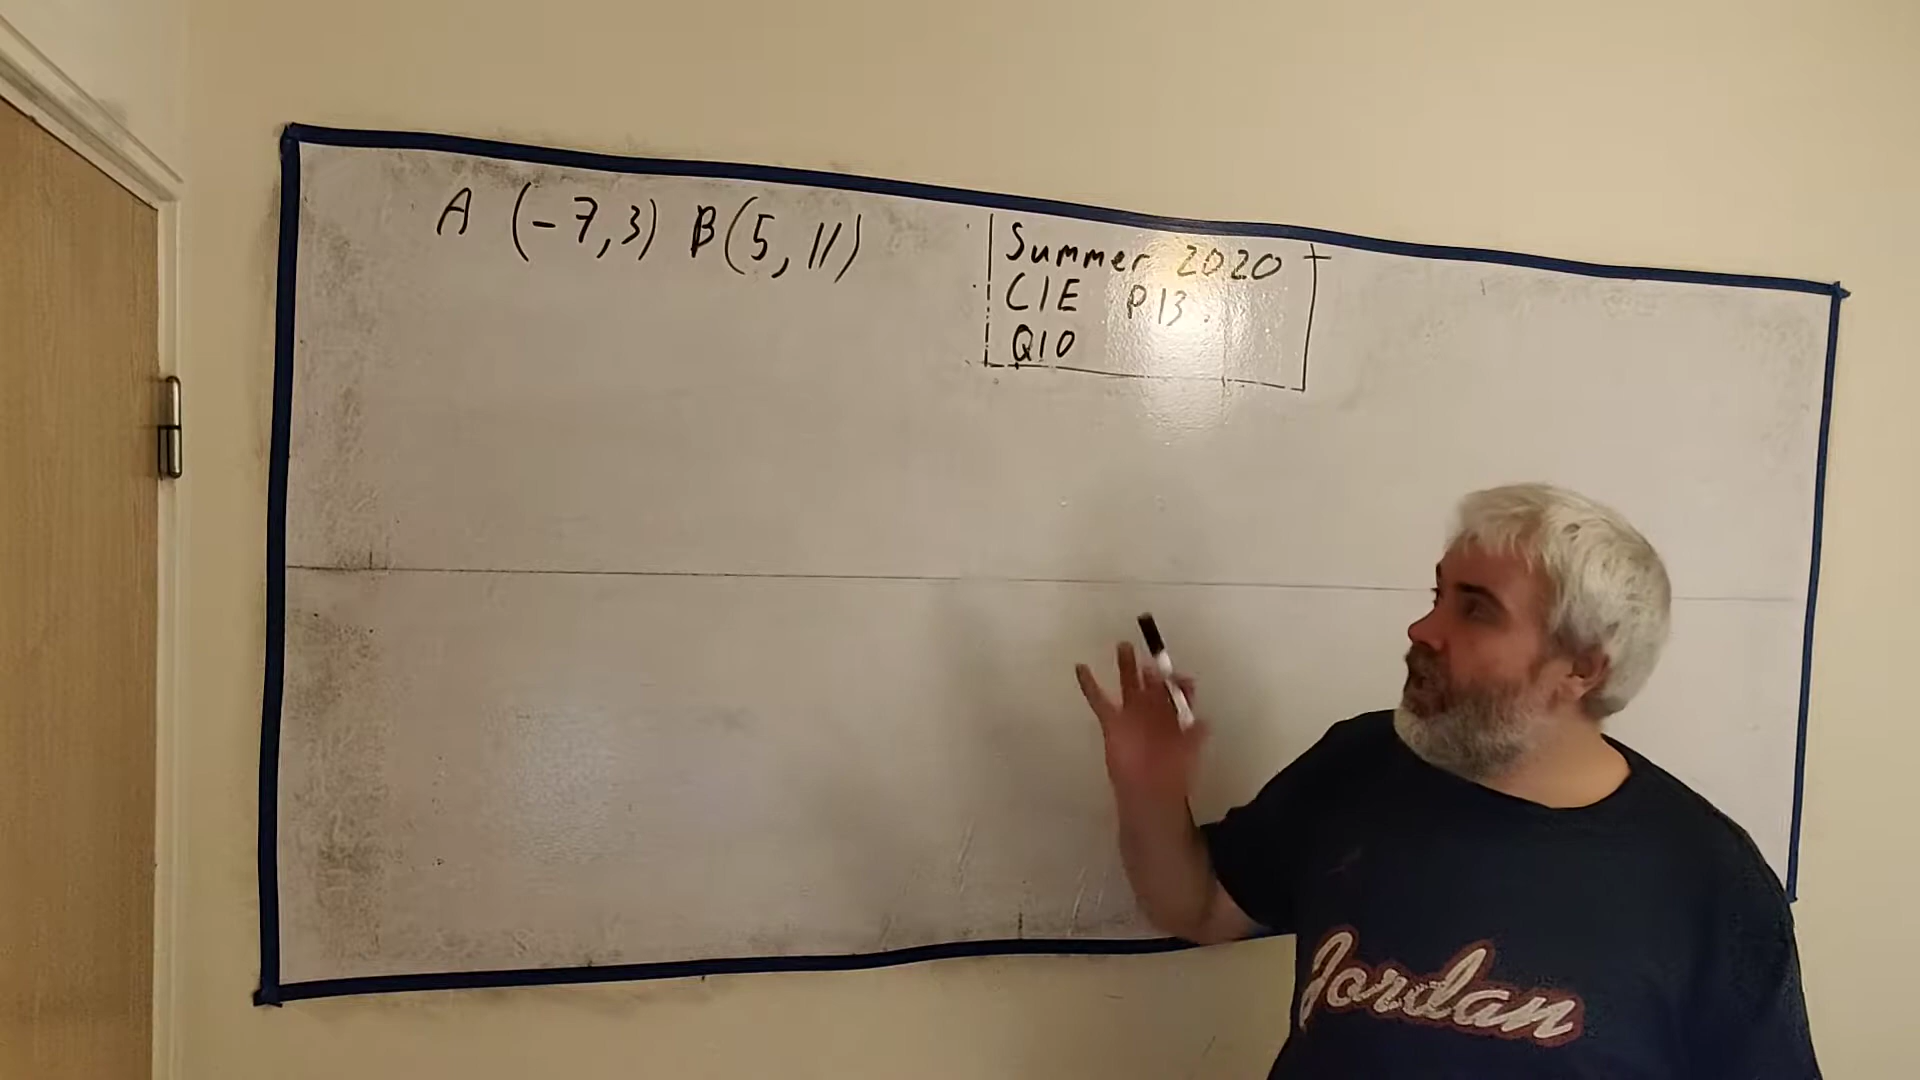 A (-7,3) B(5,11)
Summer 2020
CIE P13.
Q10
Jordan